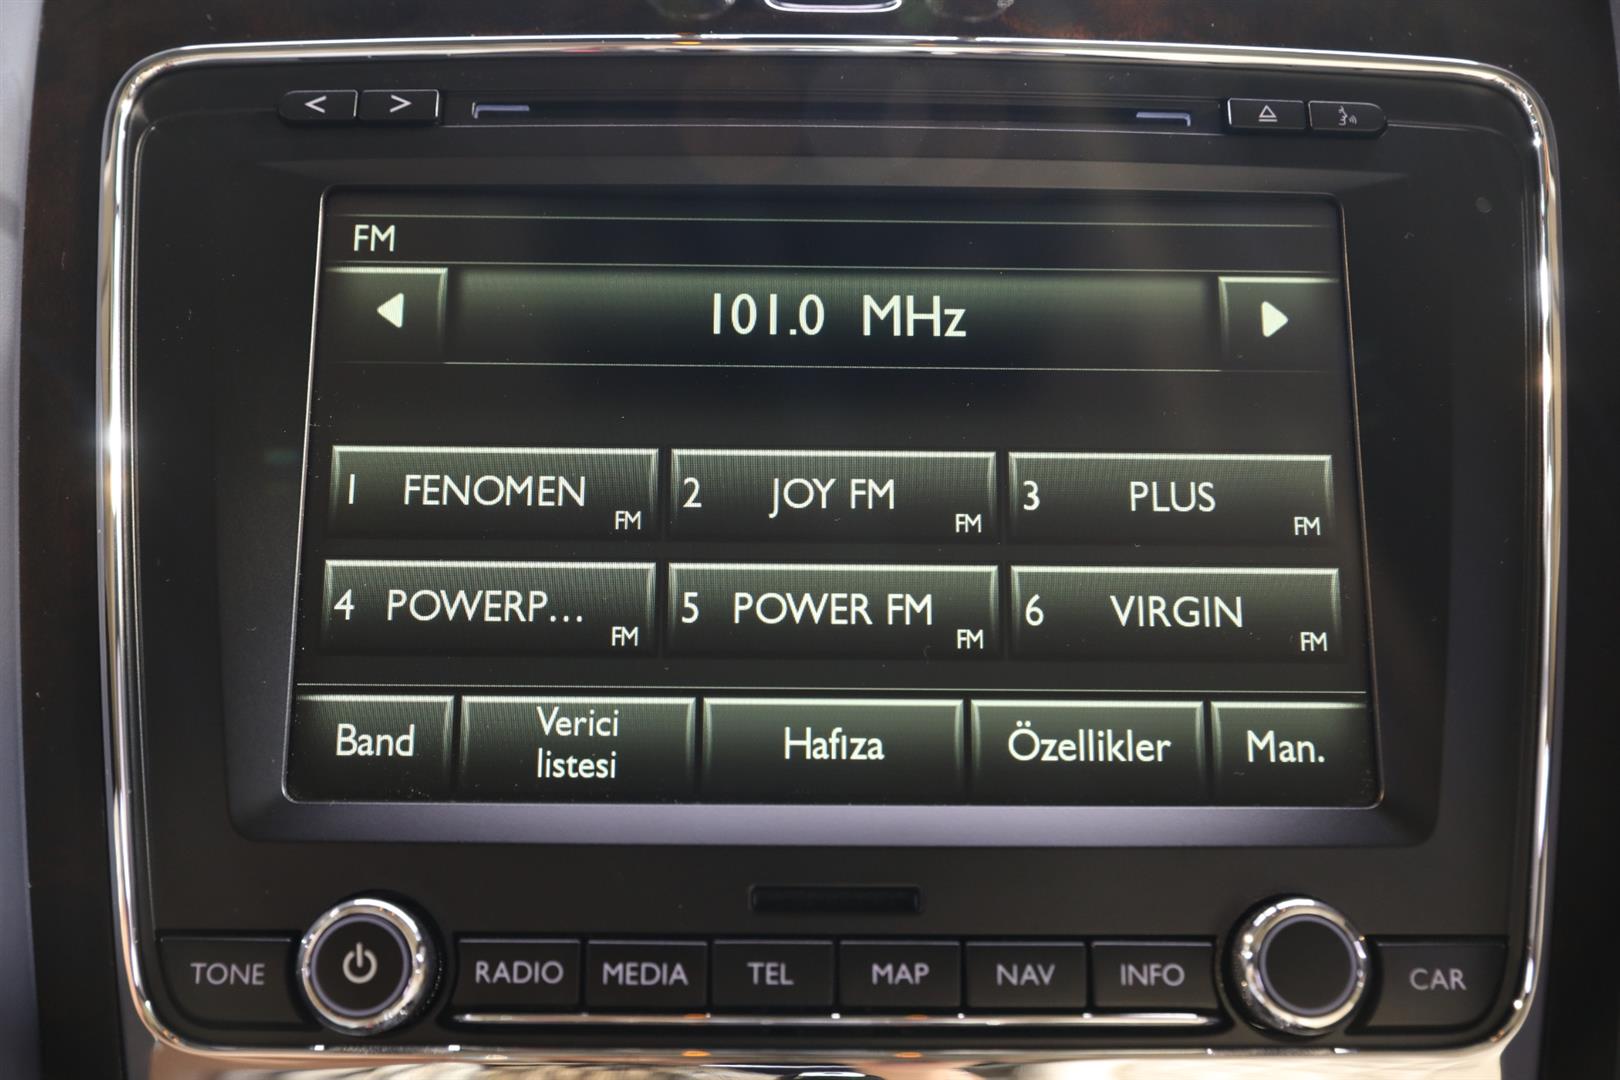 < >
FM
101.0 MHz
1 FENOMEN FM
2 JOY FM FM
3 PLUS FM
4 POWERP... FM
5 POWER FM FM
6 VIRGIN FM
Band
Verici
listesi
Hafıza
Özellikler
Man.
TONE RADIO MEDIA TEL MAP NAV INFO CAR